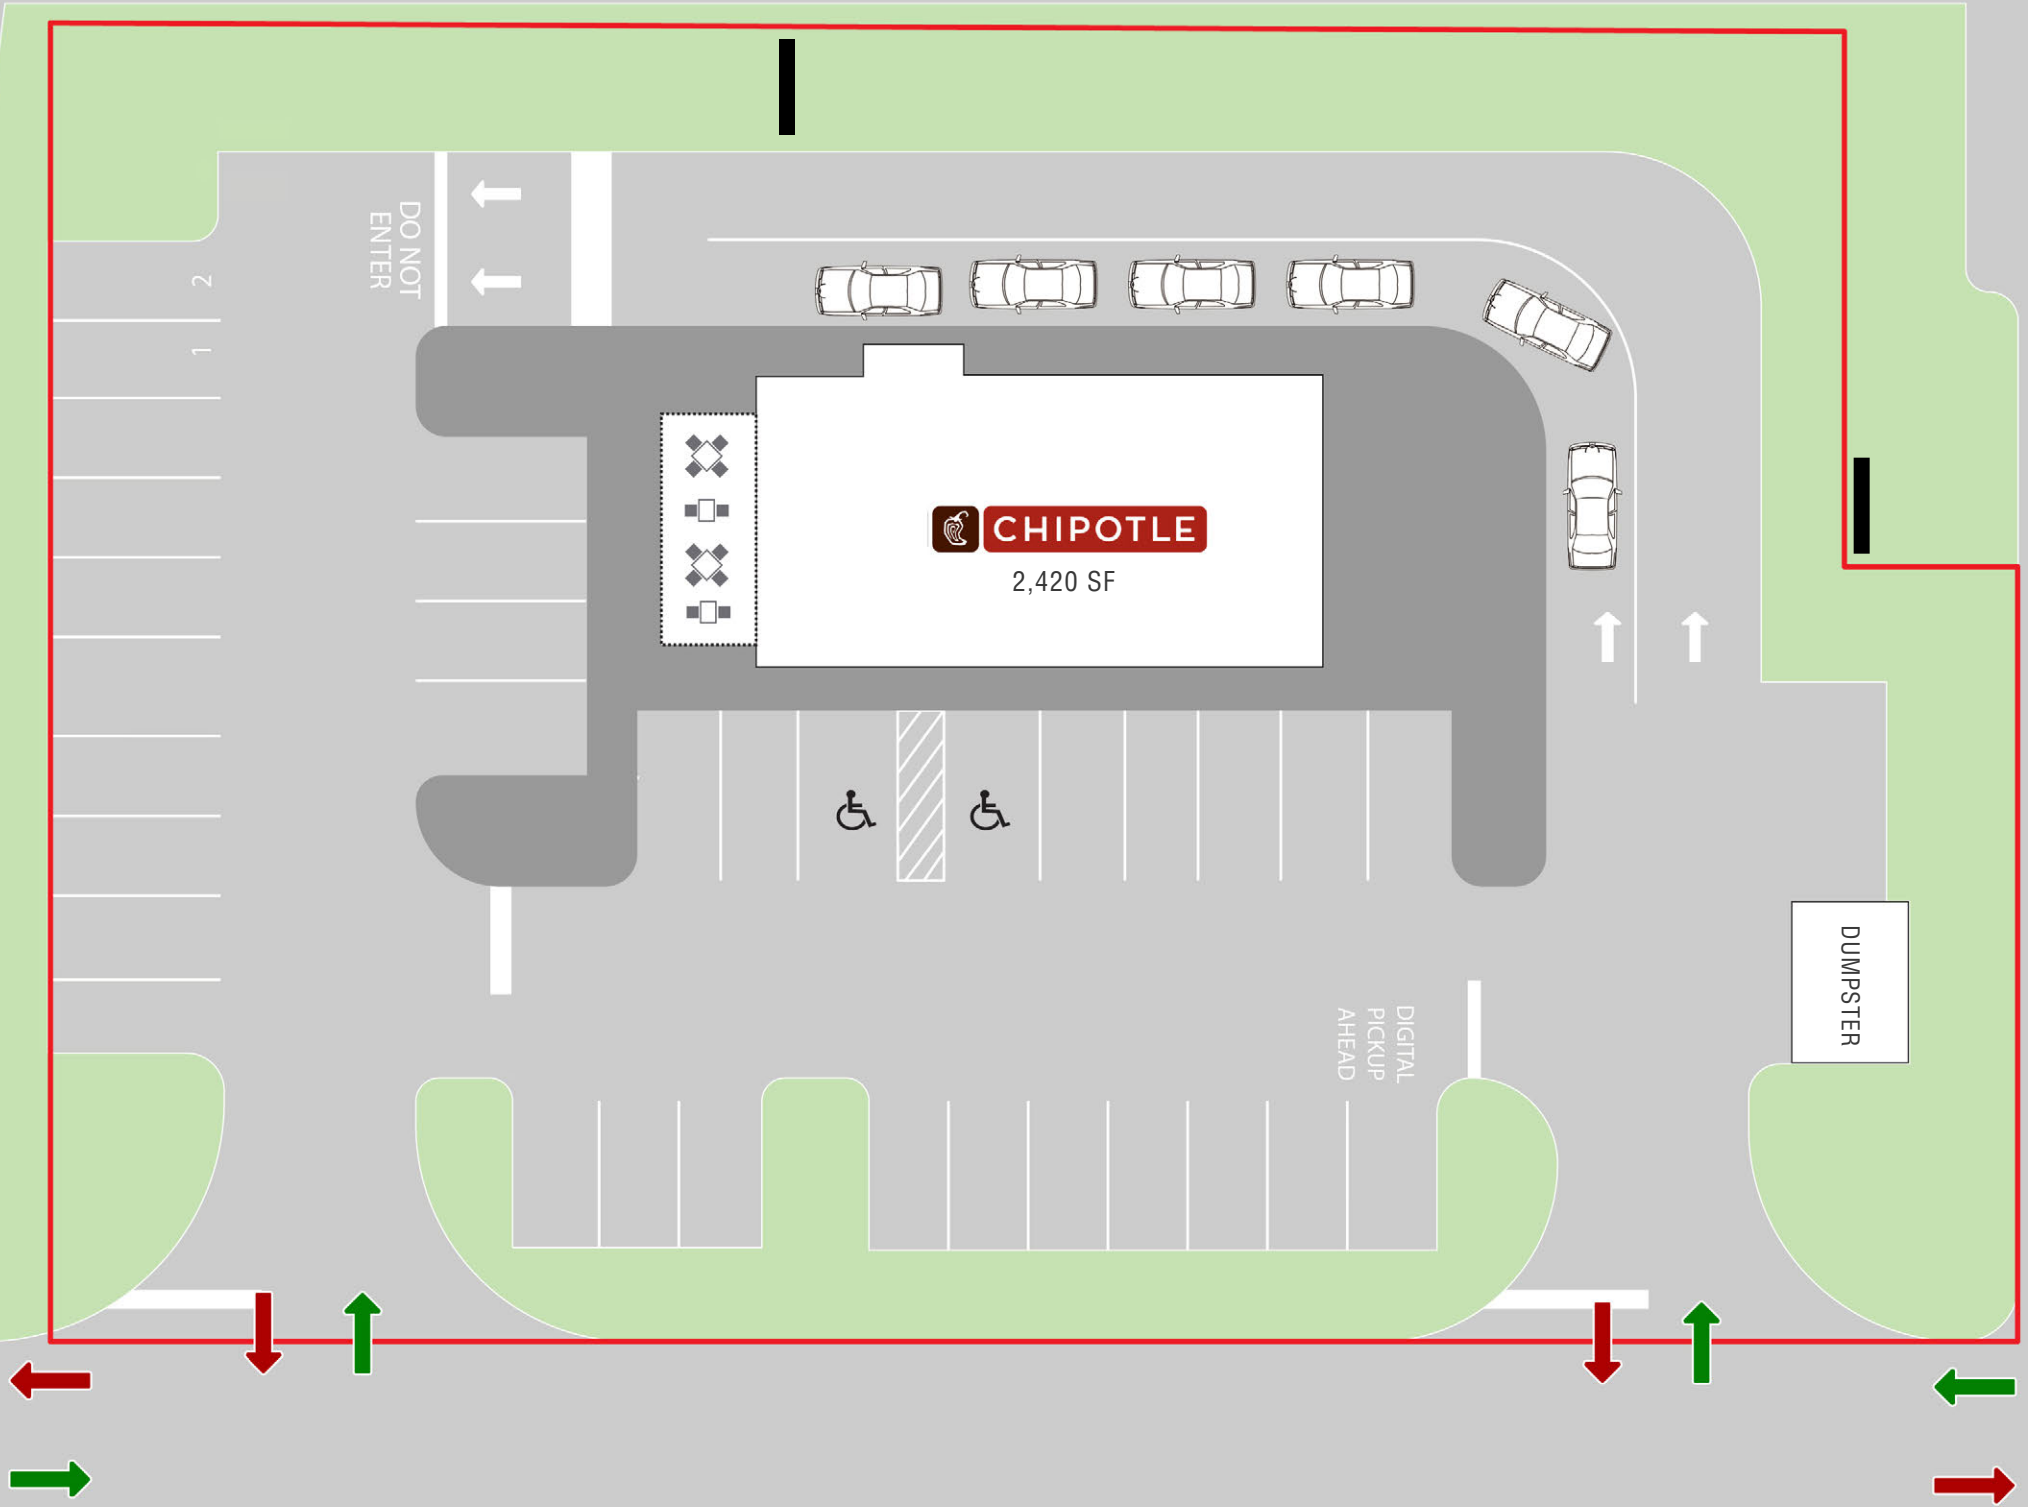 DO NOT
ENTER
2
1
CHIPOTLE
2,420 SF
DIGITAL
PICKUP
AHEAD
DUMPSTER